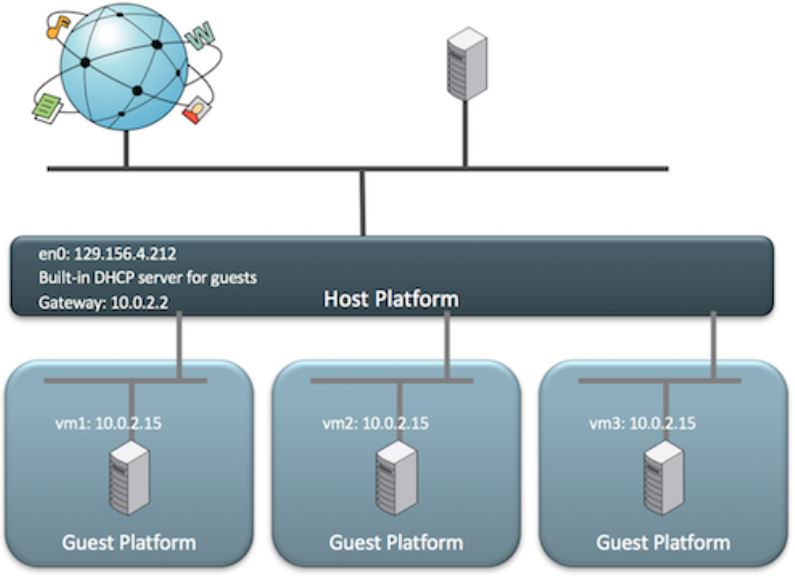 W
en0: 129.156.4.212
Built-in DHCP server for guests
Gateway: 10.0.2.2
Host Platform
vm1: 10.0.2.15
vm2: 10.0.2.15
vm3: 10.0.2.15
Guest Platform
Guest Platform
Guest Platform